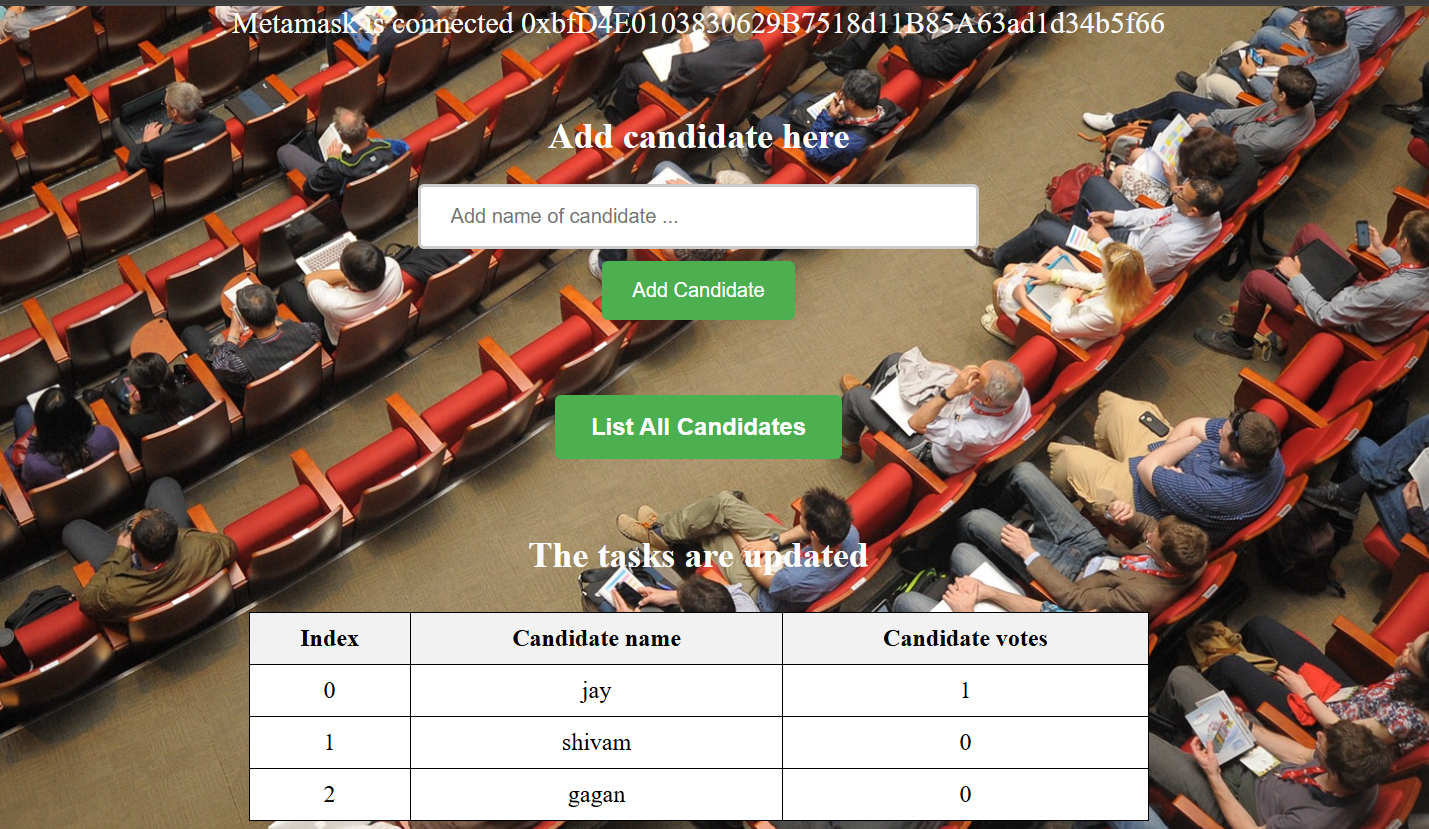 Metamask is connected 0xbfD4E0103830629B7518d11B85A63ad1d34b5f66
Add candidate here
Add name of candidate ...
Add Candidate
List All Candidates
The tasks are updated
Index Candidate name Candidate votes
0 jay 1
1 shivam 0
2 gagan 0